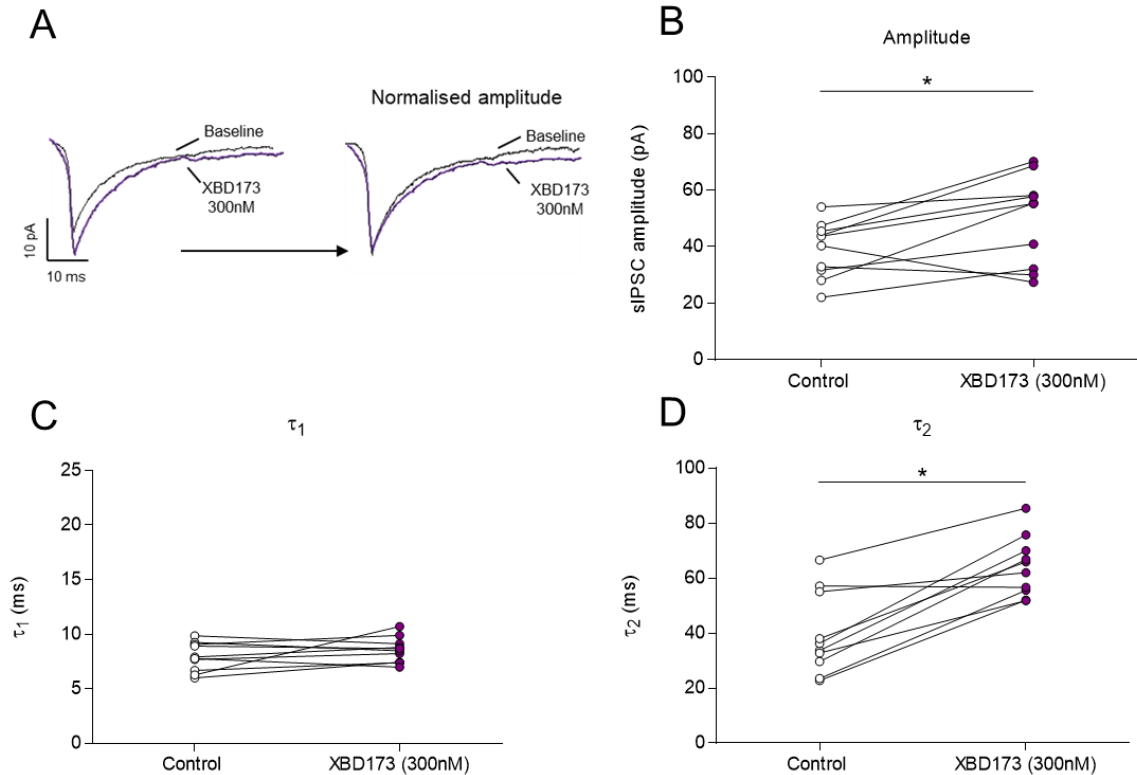 A
Normalised amplitude
Baseline
XBD173
300nM
10 pA
10 ms
Baseline
XBD173
300nM
B
Amplitude
*
100
80
60
40
20
0
sIPSC amplitude (pA)
Control
XBD173 (300nM)
C
τ1
25
20
15
10
5
0
τ1 (ms)
Control
XBD173 (300nM)
D
τ2
*
100
80
60
40
20
0
τ2 (ms)
Control
XBD173 (300nM)